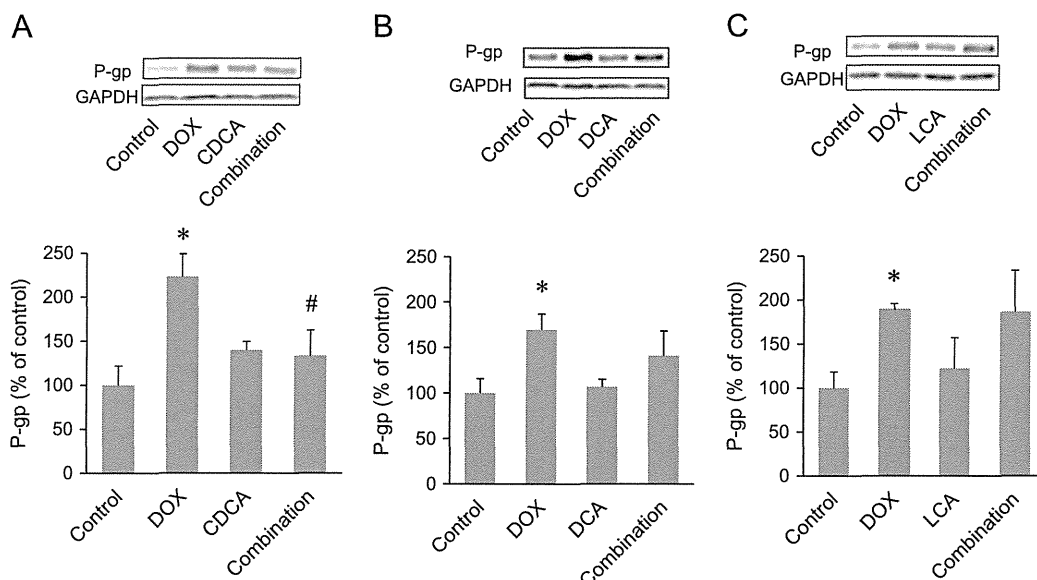 A
P-gp
GAPDH
Control
DOX
CDCA
Combination
P-gp (% of control)
250
200
150
100
50
0
*
#
Control
DOX
CDCA
Combination
B
P-gp
GAPDH
Control
DOX
DCA
Combination
P-gp (% of control)
250
200
150
100
50
0
*
Control
DOX
DCA
Combination
C
P-gp
GAPDH
Control
DOX
LCA
Combination
P-gp (% of control)
250
200
150
100
50
0
*
Control
DOX
LCA
Combination